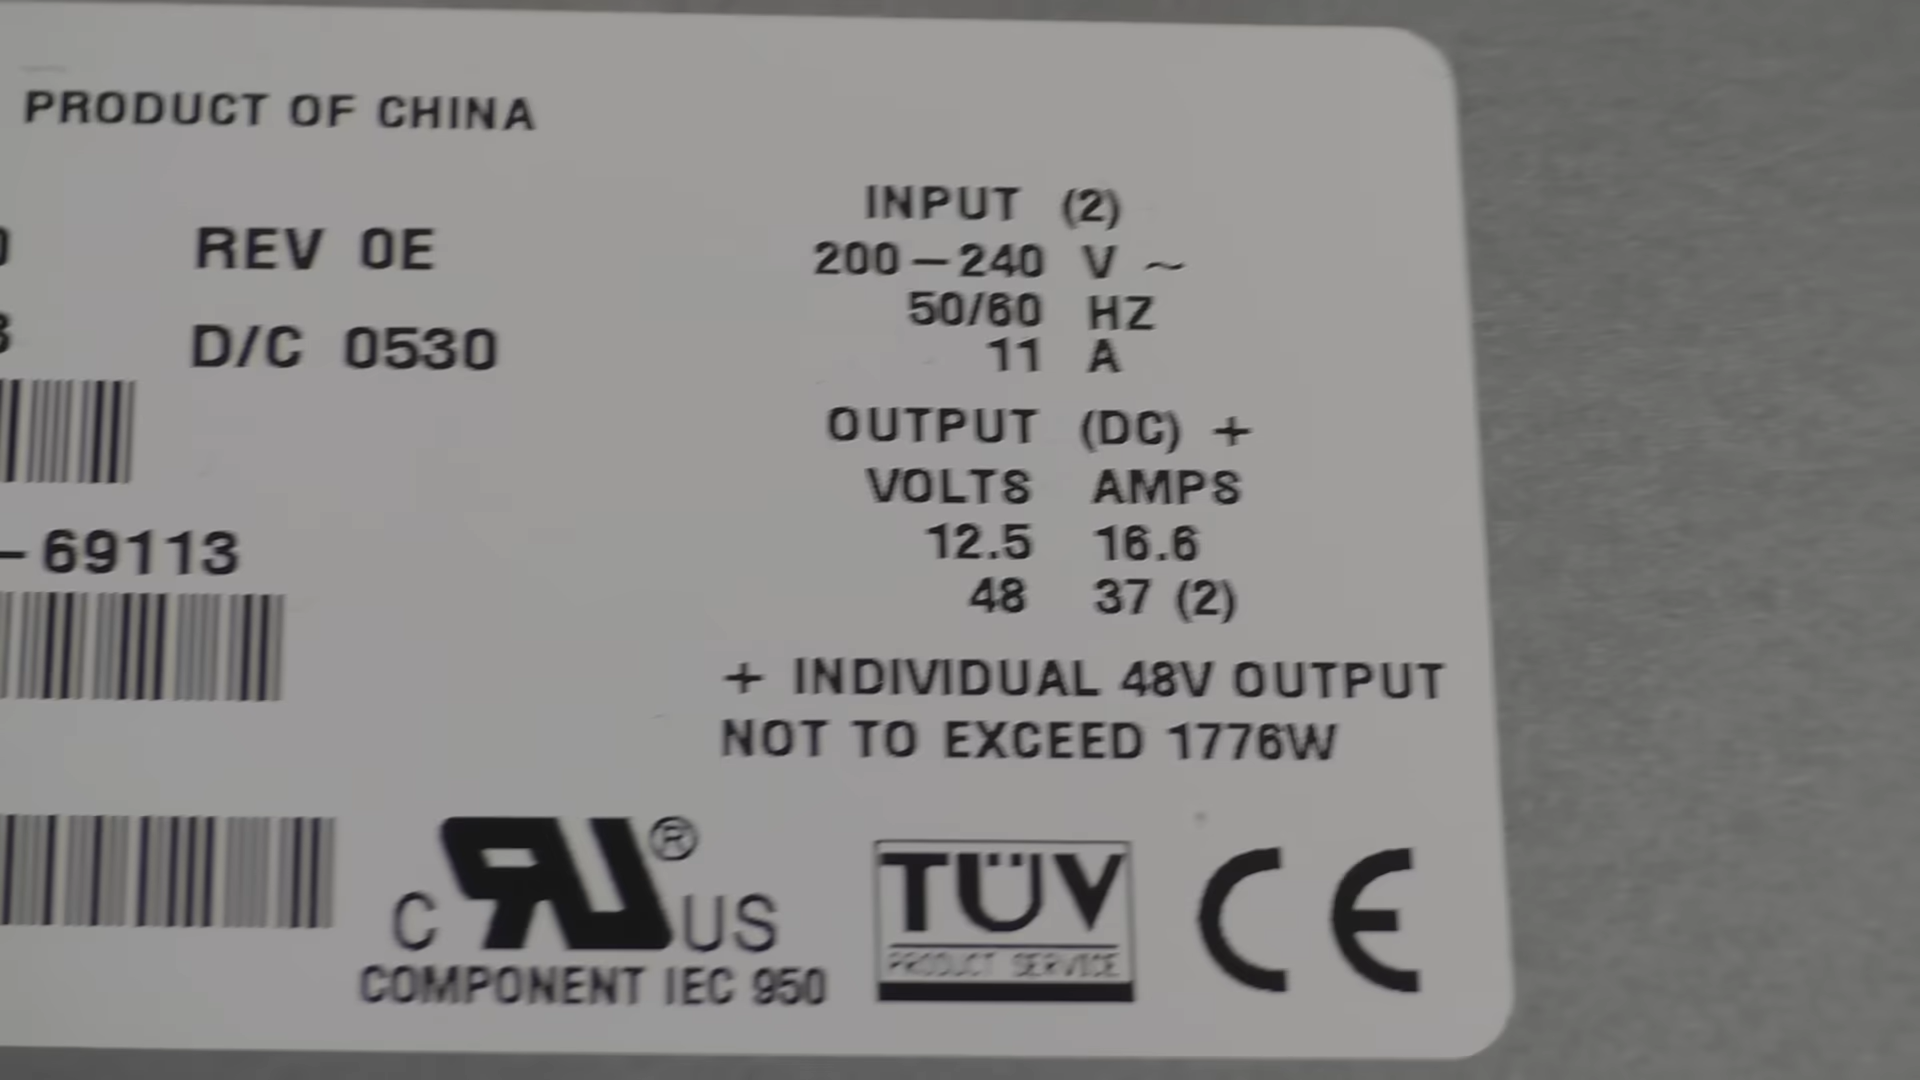 PRODUCT OF CHINA
REV 0E
D/C 0530
-69113
INPUT (2)
200-240 V ~
50/60 HZ
11 A
OUTPUT (DC) +
VOLTS AMPS
12.5 16.6
48 37 (2)
+ INDIVIDUAL 48V OUTPUT
NOT TO EXCEED 1776W
C RU ® US
COMPONENT IEC 950
TÜV
PRODUCT SERVICE
CE